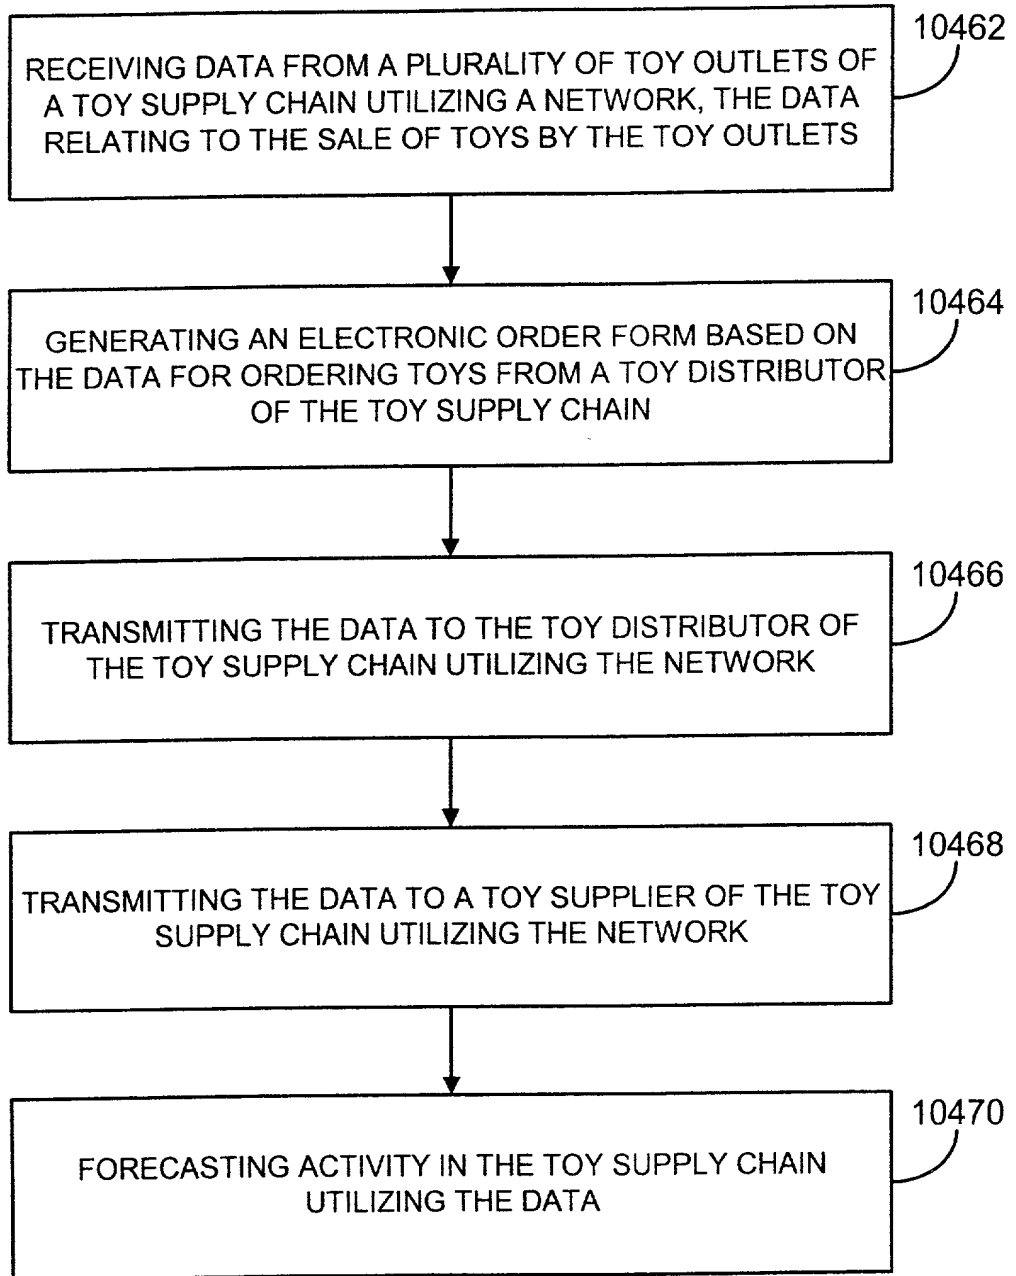 10462
RECEIVING DATA FROM A PLURALITY OF TOY OUTLETS OF
A TOY SUPPLY CHAIN UTILIZING A NETWORK, THE DATA
RELATING TO THE SALE OF TOYS BY THE TOY OUTLETS
10464
GENERATING AN ELECTRONIC ORDER FORM BASED ON
THE DATA FOR ORDERING TOYS FROM A TOY DISTRIBUTOR
OF THE TOY SUPPLY CHAIN
10466
TRANSMITTING THE DATA TO THE TOY DISTRIBUTOR OF
THE TOY SUPPLY CHAIN UTILIZING THE NETWORK
10468
TRANSMITTING THE DATA TO A TOY SUPPLIER OF THE TOY
SUPPLY CHAIN UTILIZING THE NETWORK
10470
FORECASTING ACTIVITY IN THE TOY SUPPLY CHAIN
UTILIZING THE DATA